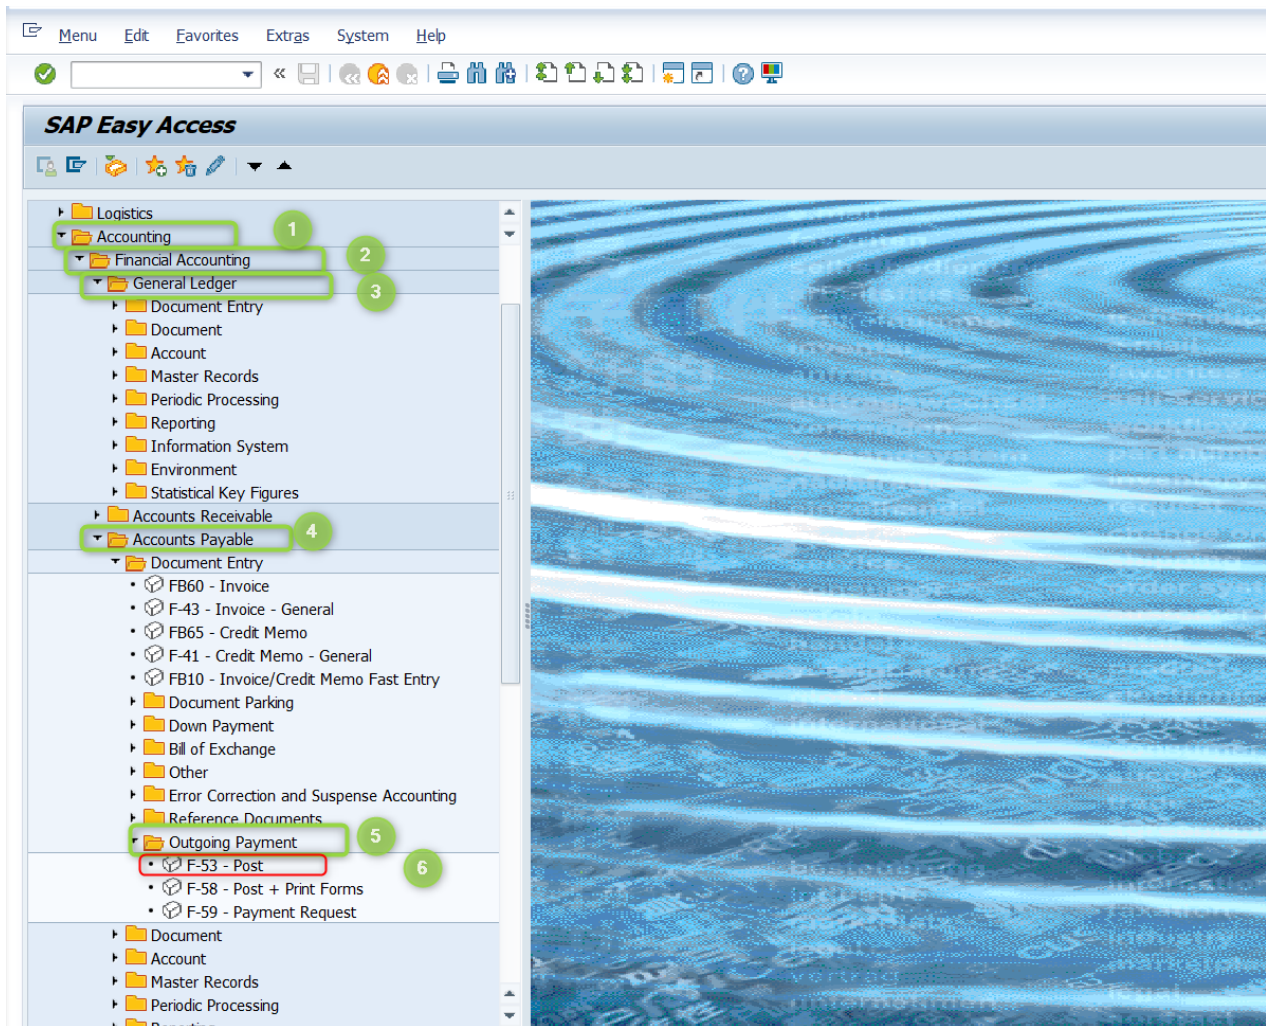 Menu Edit Favorites Extras System Help
SAP Easy Access
Logistics
Accounting 1
Financial Accounting 2
General Ledger 3
Document Entry
Document
Account
Master Records
Periodic Processing
Reporting
Information System
Environment
Statistical Key Figures
Accounts Receivable
Accounts Payable 4
Document Entry
FB60 - Invoice
F-43 - Invoice - General
FB65 - Credit Memo
F-41 - Credit Memo - General
FB10 - Invoice/Credit Memo Fast Entry
Document Parking
Down Payment
Bill of Exchange
Other
Error Correction and Suspense Accounting
Reference Documents
Outgoing Payment 5
F-53 - Post 6
F-58 - Post + Print Forms
F-59 - Payment Request
Document
Account
Master Records
Periodic Processing